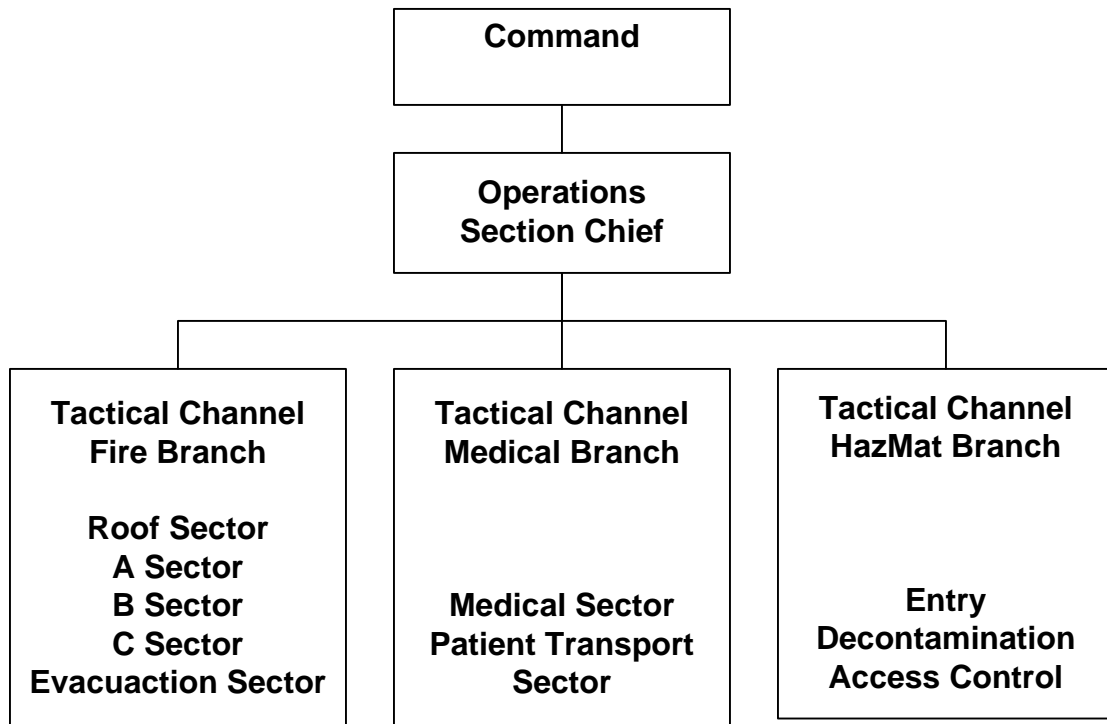 Command
Operations
Section Chief
Tactical Channel
Fire Branch
Roof Sector
A Sector
B Sector
C Sector
Evacuaction Sector
Tactical Channel
Medical Branch
Medical Sector
Patient Transport
Sector
Tactical Channel
HazMat Branch
Entry
Decontamination
Access Control